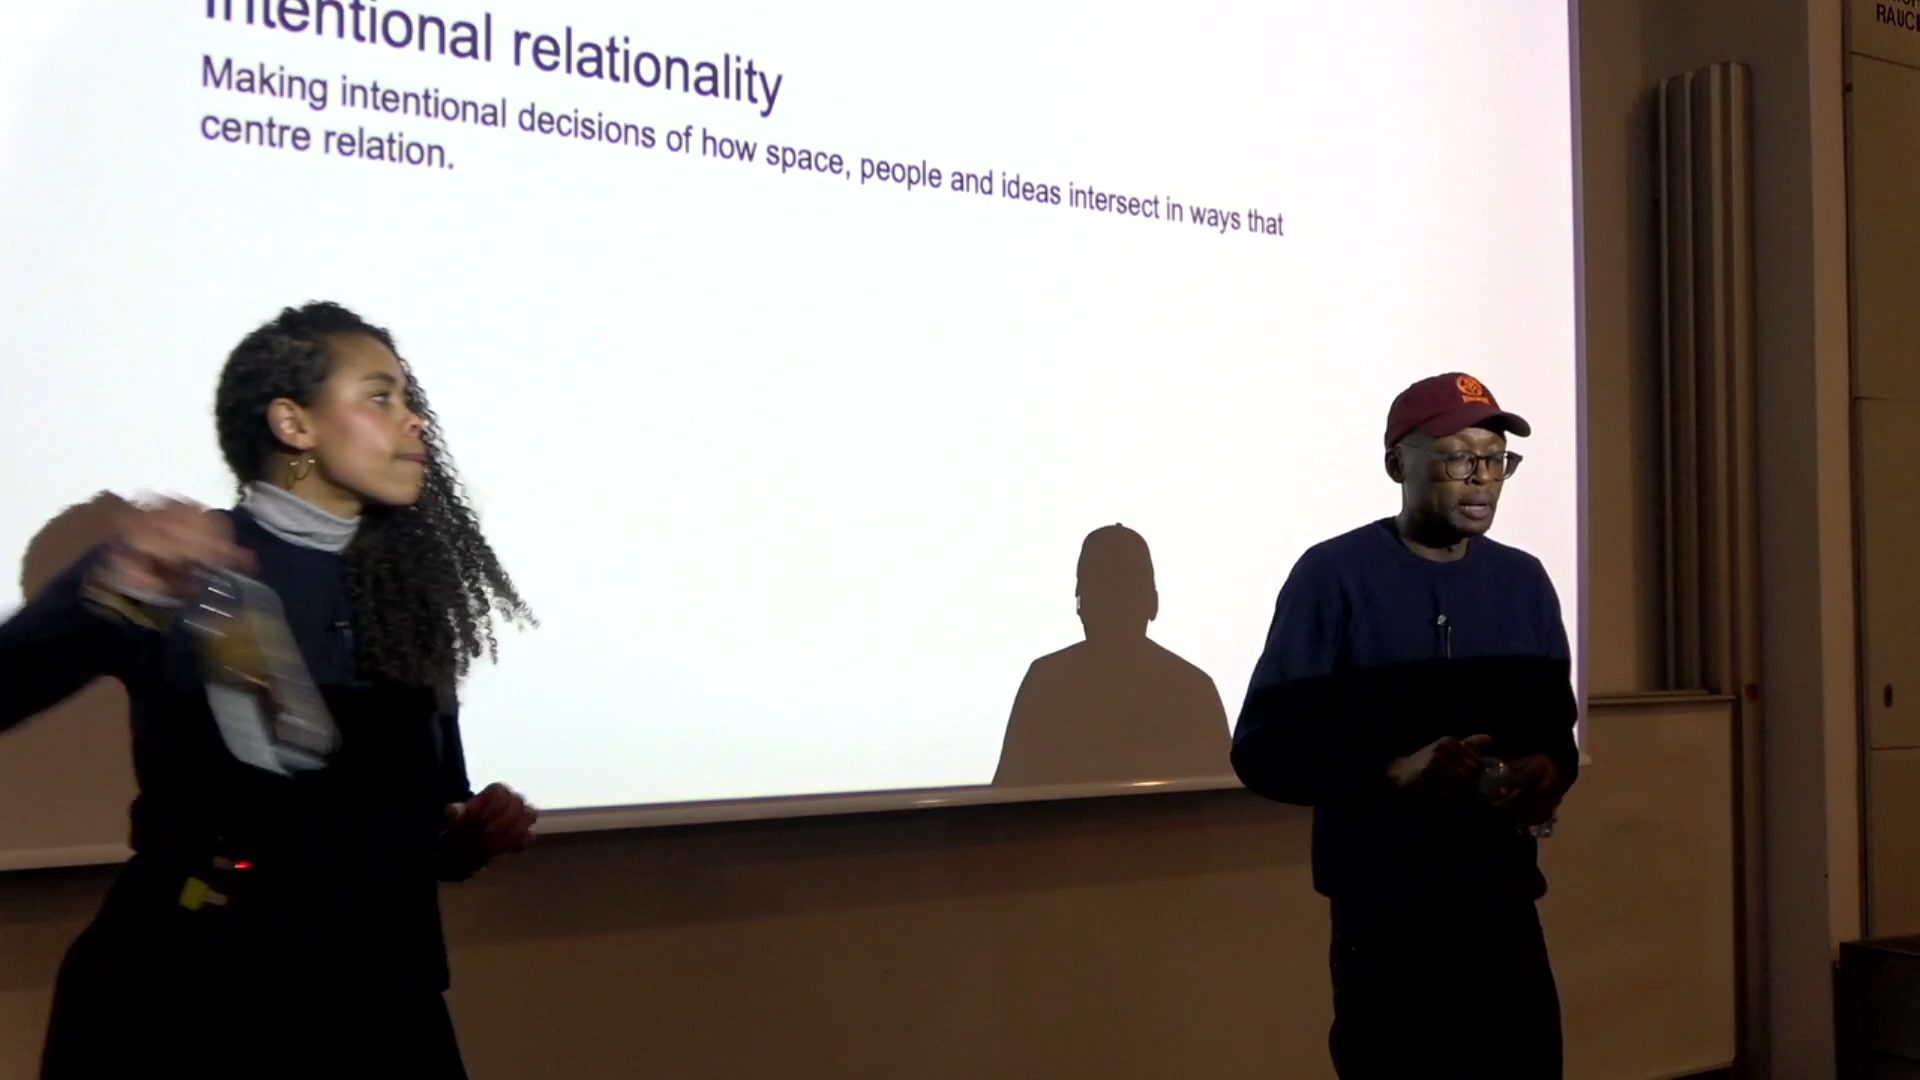 Intentional relationality
Making intentional decisions of how space, people and ideas intersect in ways that
centre relation.